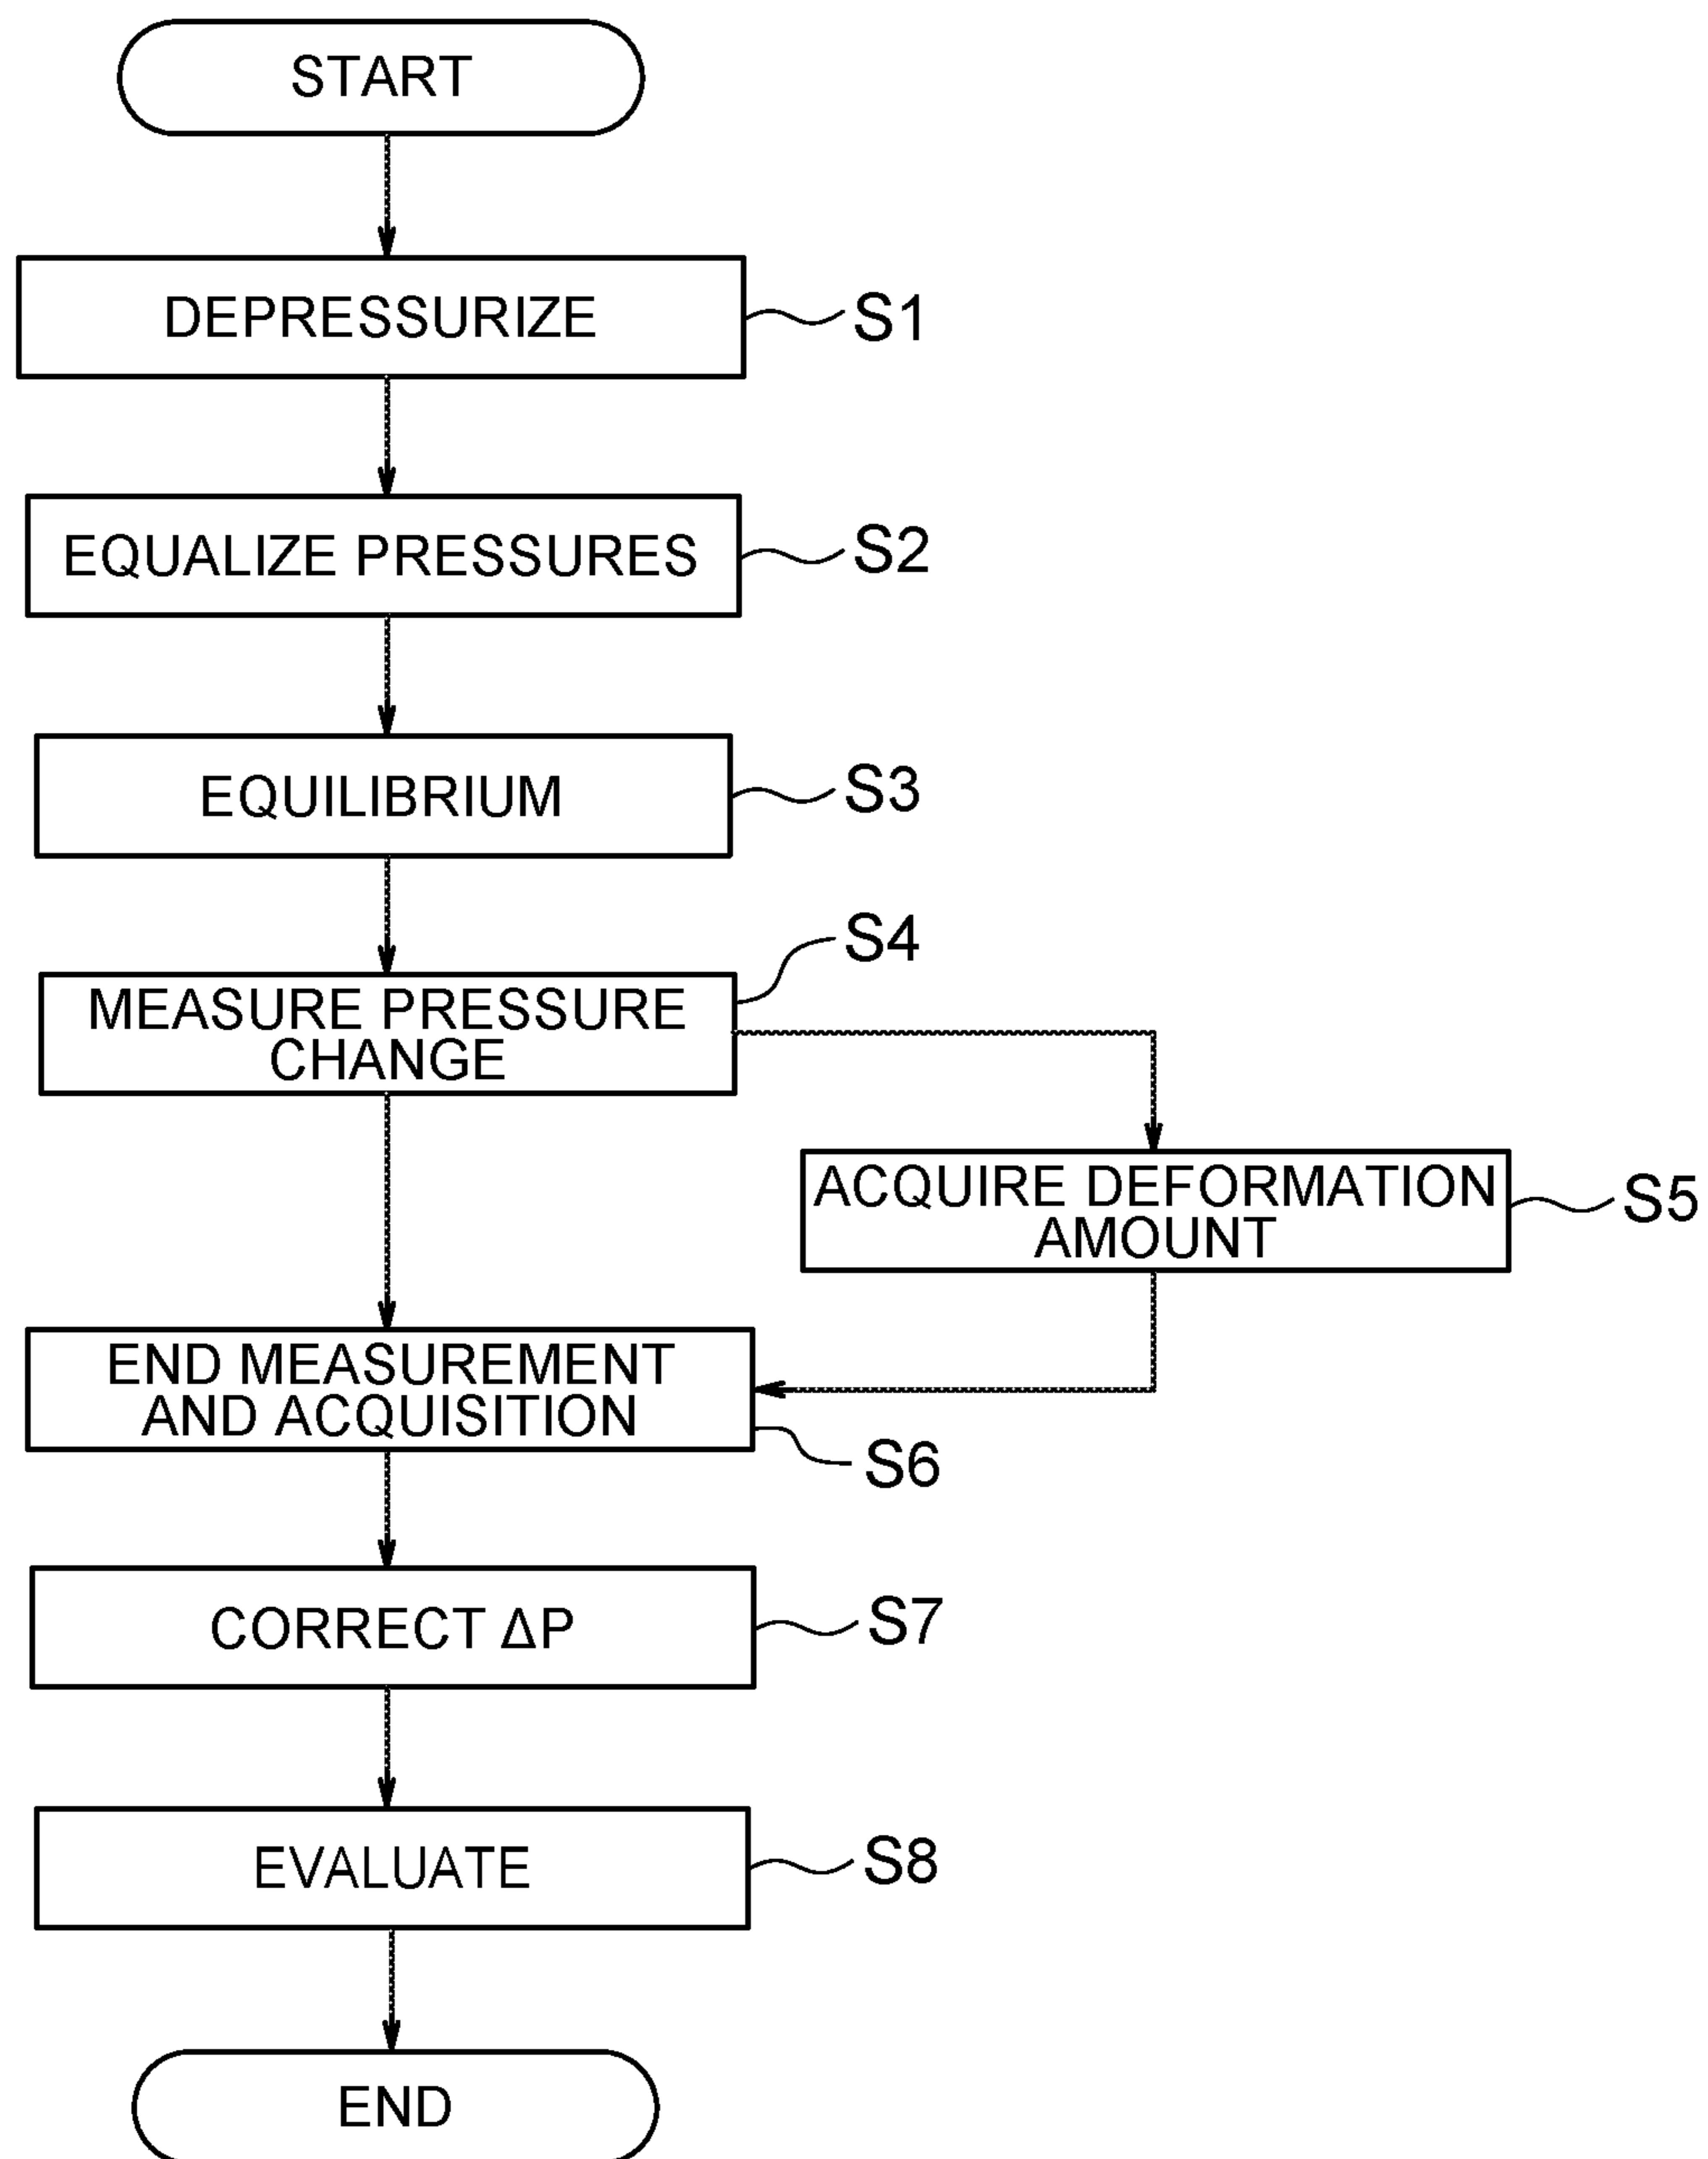 START
DEPRESSURIZE
S1
EQUALIZE PRESSURES
S2
EQUILIBRIUM
S3
S4
MEASURE PRESSURE
CHANGE
ACQUIRE DEFORMATION
AMOUNT
S5
END MEASUREMENT
AND ACQUISITION
S6
CORRECT ΔP
S7
EVALUATE
S8
END